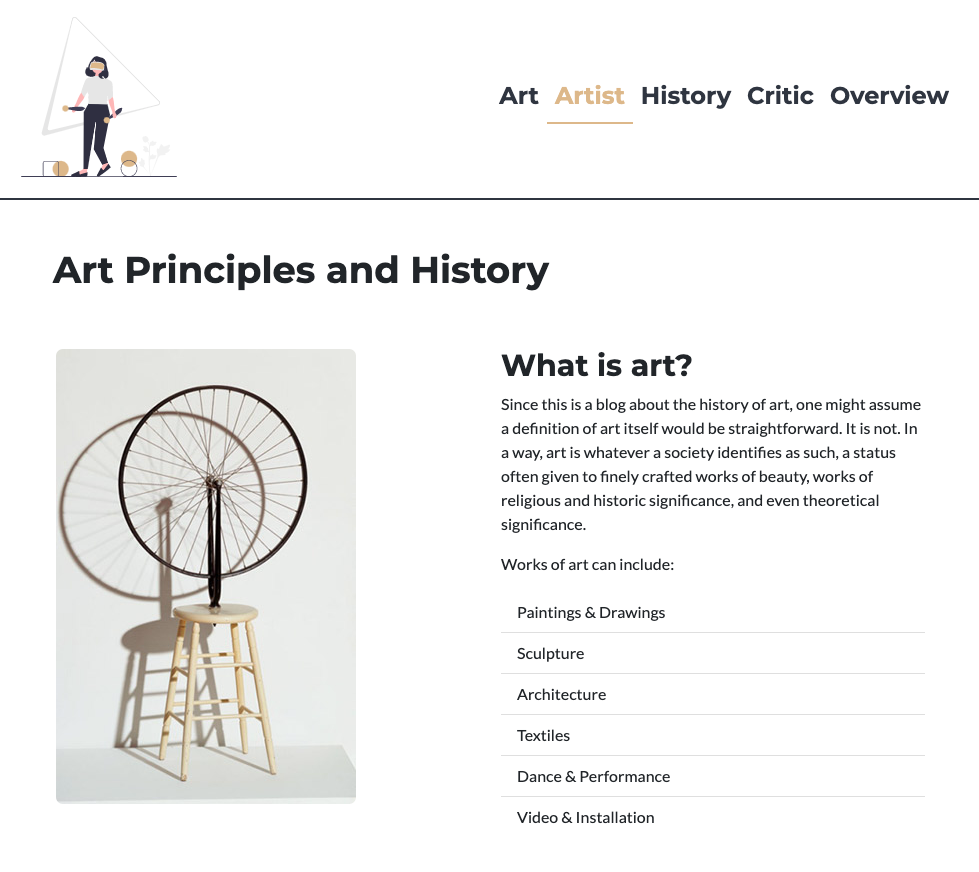 Art Artist History Critic Overview
Art Principles and History
What is art?
Since this is a blog about the history of art, one might assume
a definition of art itself would be straightforward. It is not. In
a way, art is whatever a society identifies as such, a status
often given to finely crafted works of beauty, works of
religious and historic significance, and even theoretical
significance.
Works of art can include:
Paintings & Drawings
Sculpture
Architecture
Textiles
Dance & Performance
Video & Installation